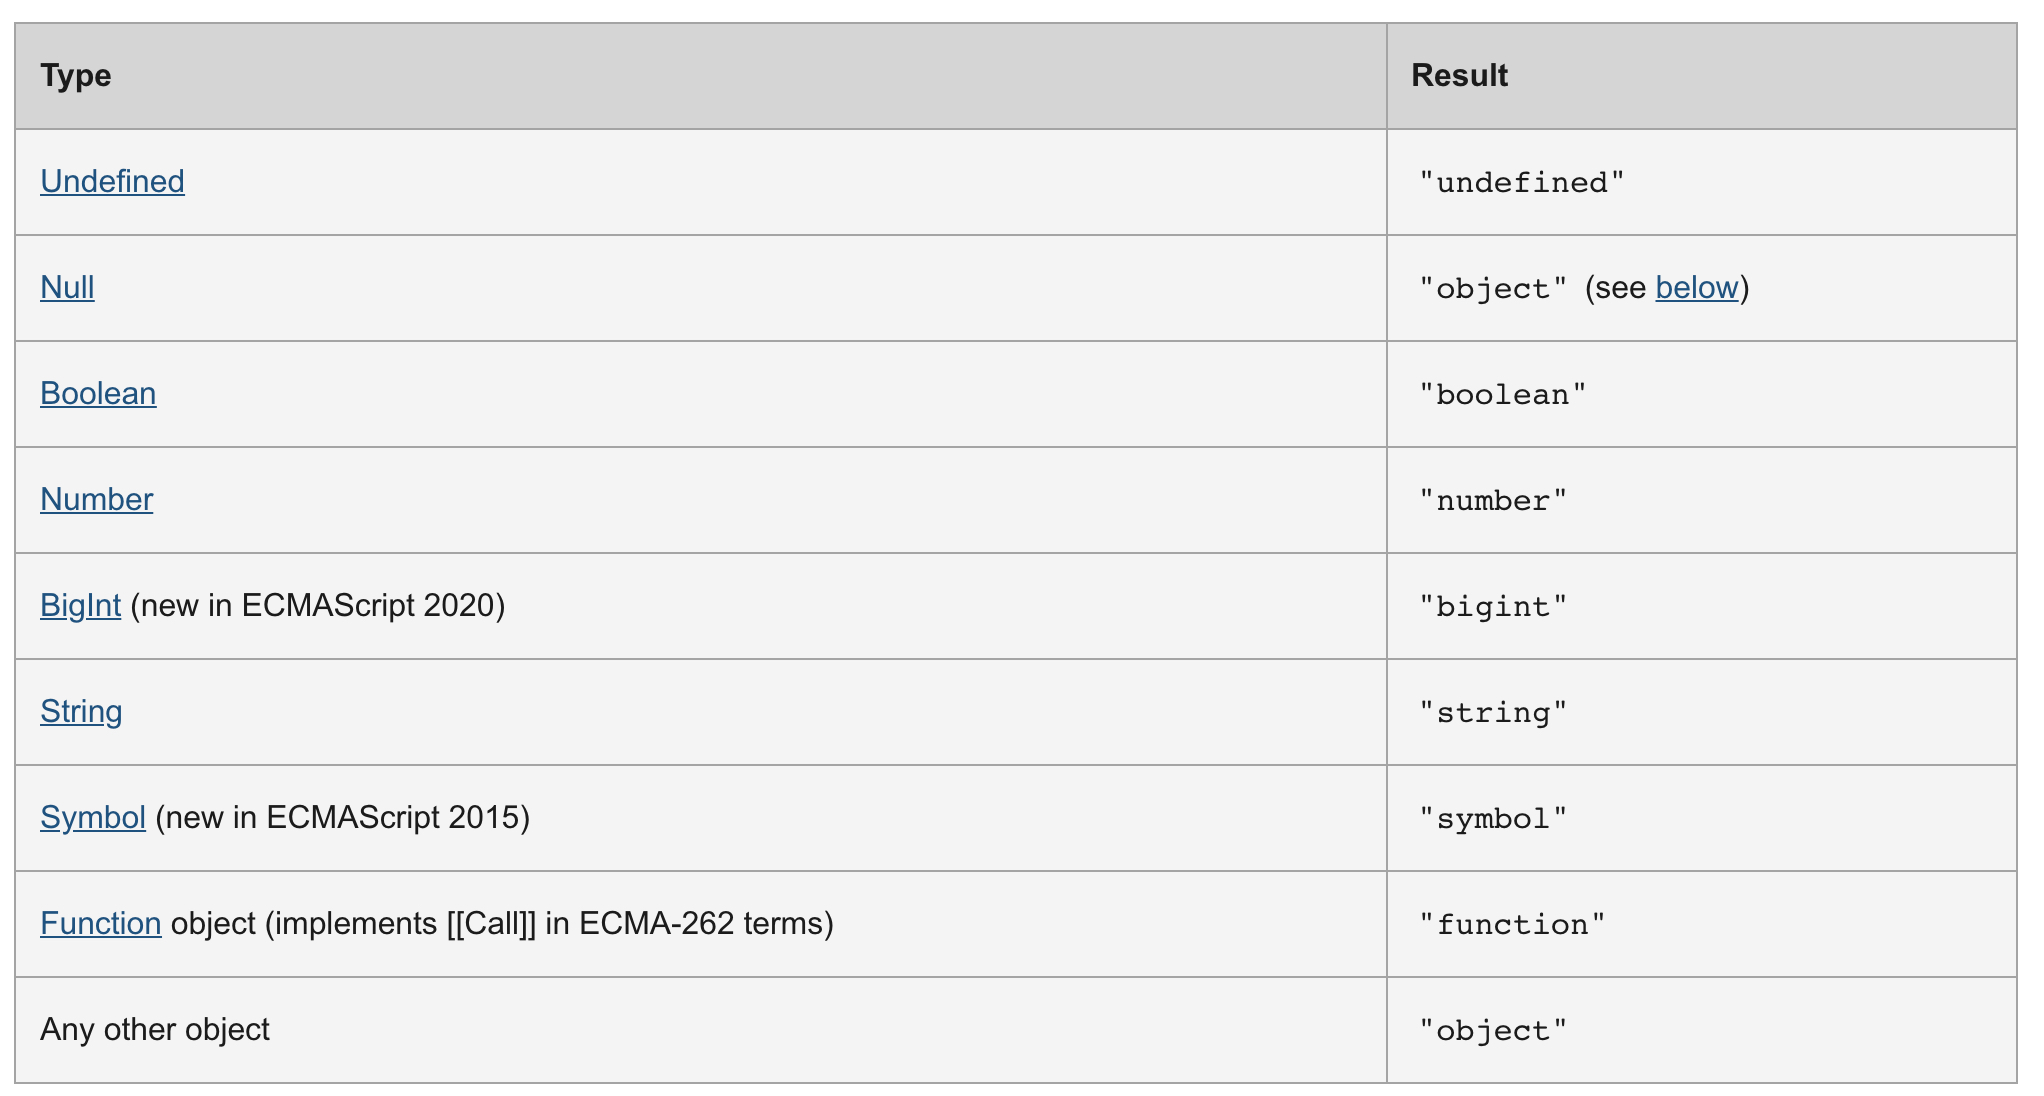 Type Result
Undefined "undefined"
Null "object" (see below)
Boolean "boolean"
Number "number"
BigInt (new in ECMAScript 2020) "bigint"
String "string"
Symbol (new in ECMAScript 2015) "symbol"
Function object (implements [[Call]] in ECMA-262 terms) "function"
Any other object "object"